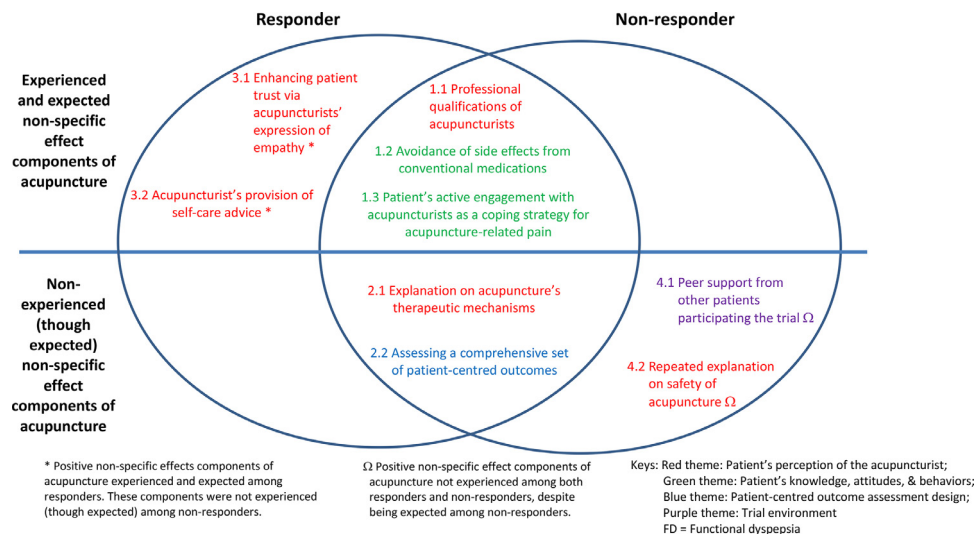 Responder
Non-responder
Experienced
and expected
non-specific
effect
components of
acupuncture
3.1 Enhancing patient
trust via
acupuncturists’
expression of
empathy *
3.2 Acupuncturist’s provision of
self-care advice *
1.1 Professional
qualifications of
acupuncturists
1.2 Avoidance of side effects from
conventional medications
1.3 Patient’s active engagement with
acupuncturists as a coping strategy for
acupuncture-related pain
Non-
experienced
(though
expected)
non-specific
effect
components of
acupuncture
2.1 Explanation on acupuncture’s
therapeutic mechanisms
2.2 Assessing a comprehensive set
of patient-centred outcomes
4.1 Peer support from
other patients
participating the trial Ω
4.2 Repeated explanation
on safety of
acupuncture Ω
* Positive non-specific effects components of
acupuncture experienced and expected among
responders. These components were not experienced
(though expected) among non-responders.
Ω Positive non-specific effect components of
acupuncture not experienced among both
responders and non-responders, despite
being expected among non-responders.
Keys: Red theme: Patient’s perception of the acupuncturist;
Green theme: Patient’s knowledge, attitudes, & behaviors;
Blue theme: Patient-centred outcome assessment design;
Purple theme: Trial environment
FD = Functional dyspepsia